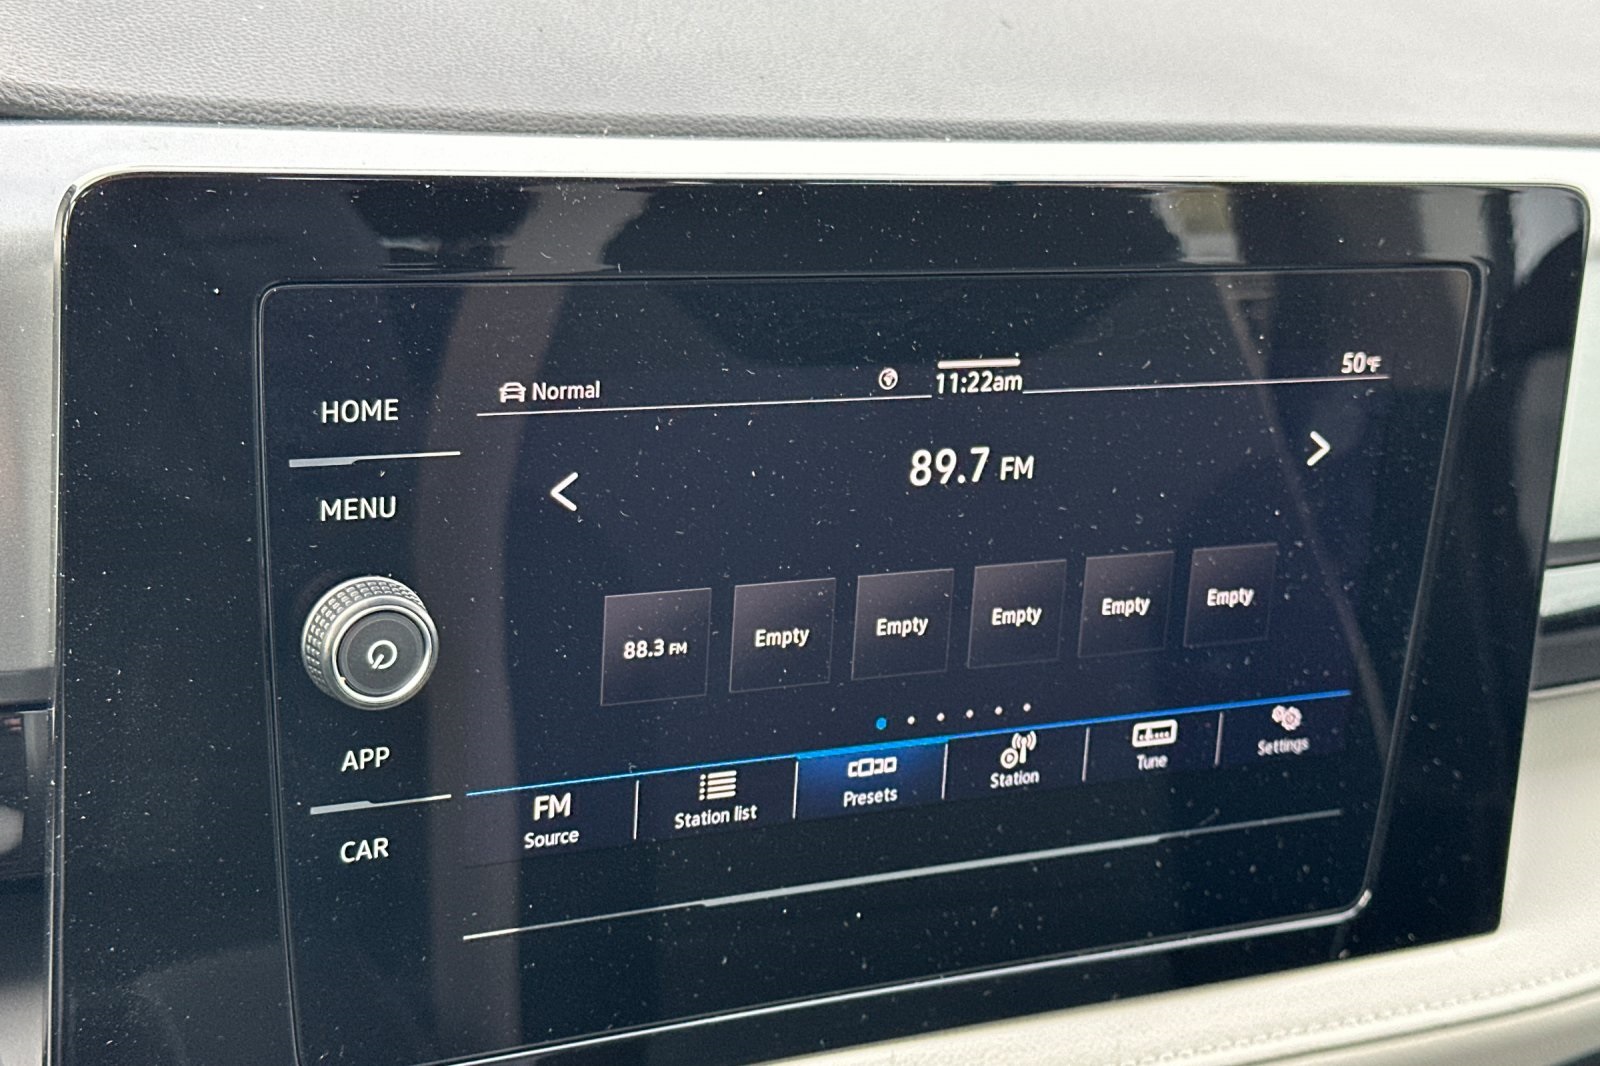 HOME
MENU
APP
CAR
Normal
11:22am
50°F
89.7 FM
88.3 FM
Empty
Empty
Empty
Empty
Empty
FM
Source
Station list
Presets
Station
Tune
Settings